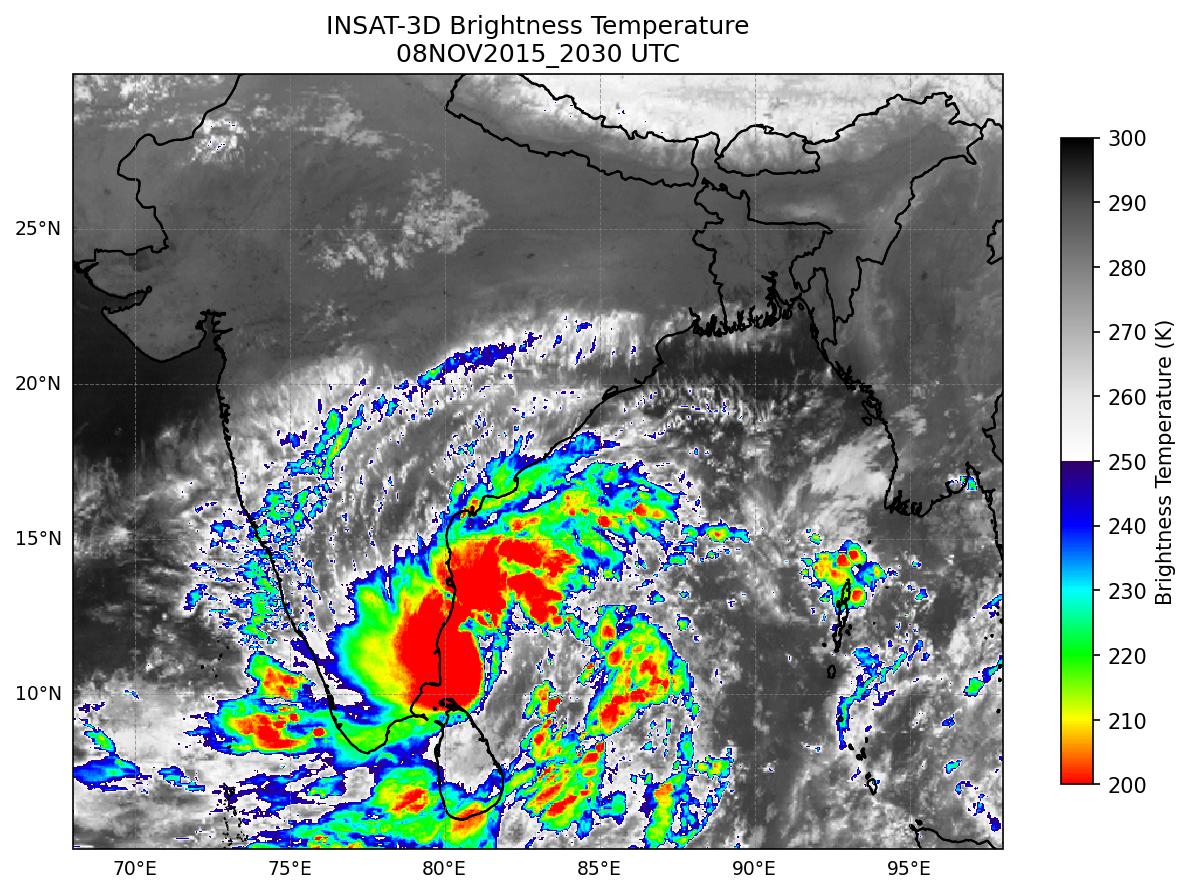 INSAT-3D Brightness Temperature
08NOV2015_2030 UTC
25°N
20°N
15°N
10°N
70°E
75°E
80°E
85°E
90°E
95°E
300
290
280
270
260
250
240
230
220
210
200
Brightness Temperature (K)